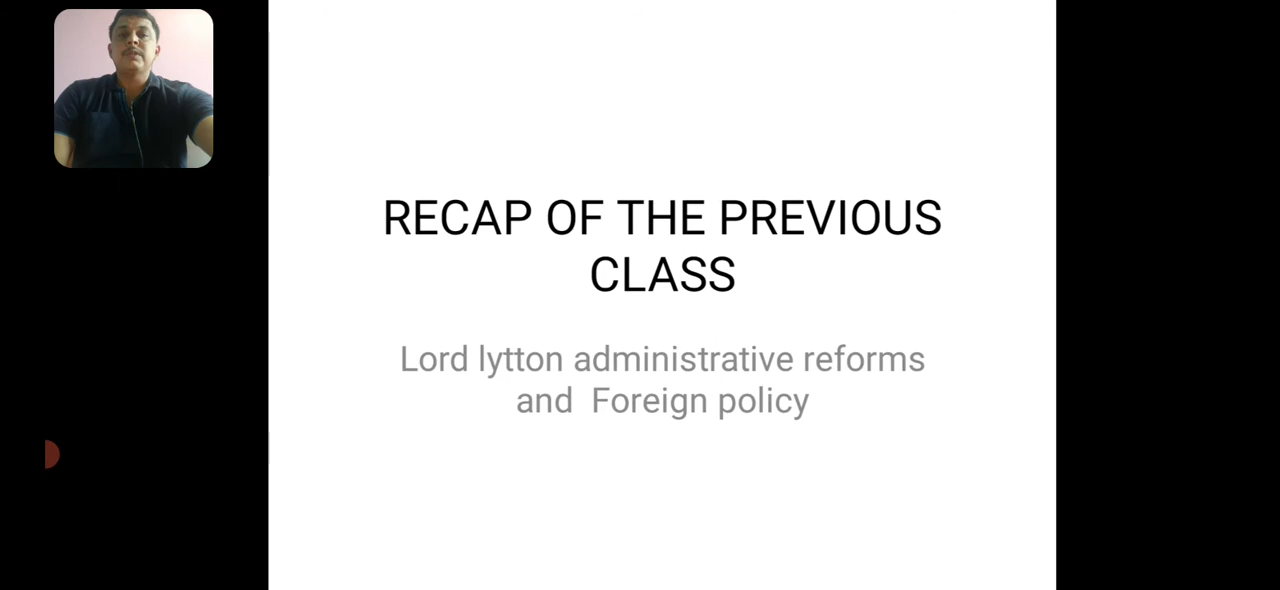 RECAP OF THE PREVIOUS
CLASS
Lord lytton administrative reforms
and  Foreign policy